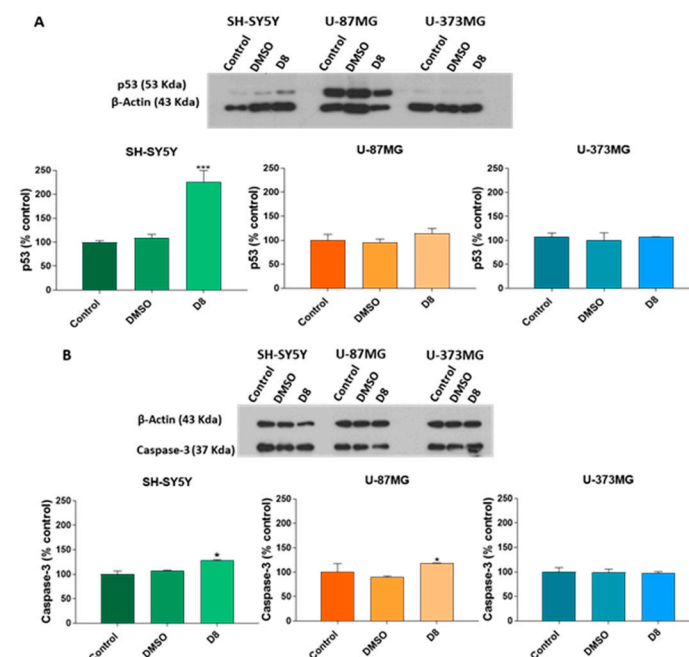 A
SH-SY5Y U-87MG U-373MG
Control DMSO D8 Control DMSO D8 Control DMSO D8
p53 (53 Kda)
β-Actin (43 Kda)
SH-SY5Y
p53 (% control)
250
200
150
100
50
0
***
Control DMSO D8
U-87MG
p53 (% control)
250
200
150
100
50
0
Control DMSO D8
U-373MG
p53 (% control)
250
200
150
100
50
0
Control DMSO D8
B
SH-SY5Y U-87MG U-373MG
Control DMSO D8 Control DMSO D8 Control DMSO D8
β-Actin (43 Kda)
Caspase-3 (37 Kda)
SH-SY5Y
Caspase-3 (% control)
250
200
150
100
50
0
*
Control DMSO D8
U-87MG
Caspase-3 (% control)
250
200
150
100
50
0
*
Control DMSO D8
U-373MG
Caspase-3 (% control)
250
200
150
100
50
0
Control DMSO D8